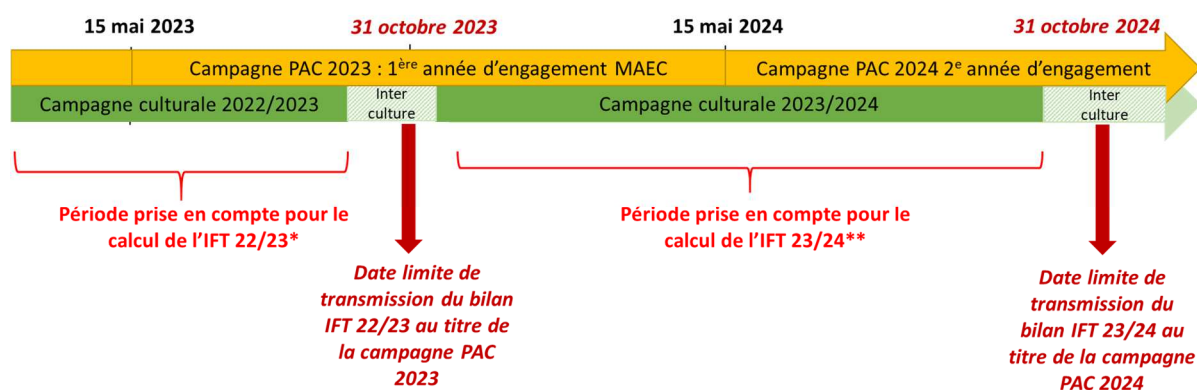 15 mai 2023
31 octobre 2023
15 mai 2024
31 octobre 2024
Campagne PAC 2023 : 1ère année d’engagement MAEC
Campagne PAC 2024 2e année d’engagement
Campagne culturale 2022/2023
Inter
culture
Campagne culturale 2023/2024
Inter
culture
Période prise en compte pour le
calcul de l’IFT 22/23*
Période prise en compte pour le
calcul de l’IFT 23/24**
Date limite de
transmission du bilan
IFT 22/23 au titre de
la campagne PAC
2023
Date limite de
transmission du
bilan IFT 23/24 au
titre de la campagne
PAC 2024